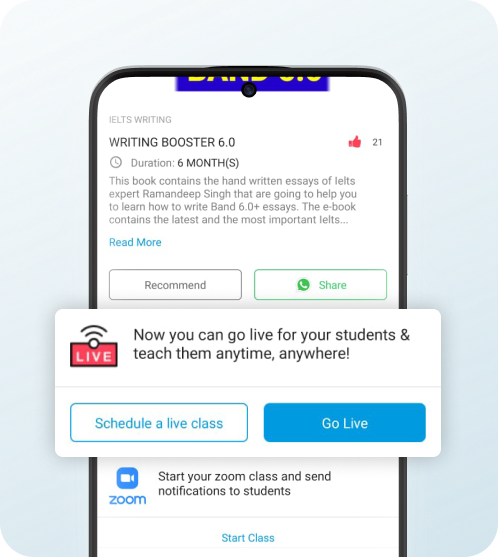 BAND 6.0
IELTS WRITING
WRITING BOOSTER 6.0
21
Duration: 6 MONTH(S)
This book contains the hand written essays of Ielts
expert Ramandeep Singh that are going to help you
to learn how to write Band 6.0+ essays. The e-book
contains the latest and the most important Ielts...
Read More
Recommend
Share
LIVE
Now you can go live for your students &
teach them anytime, anywhere!
Schedule a live class
Go Live
zoom
Start your zoom class and send
notifications to students
Start Class